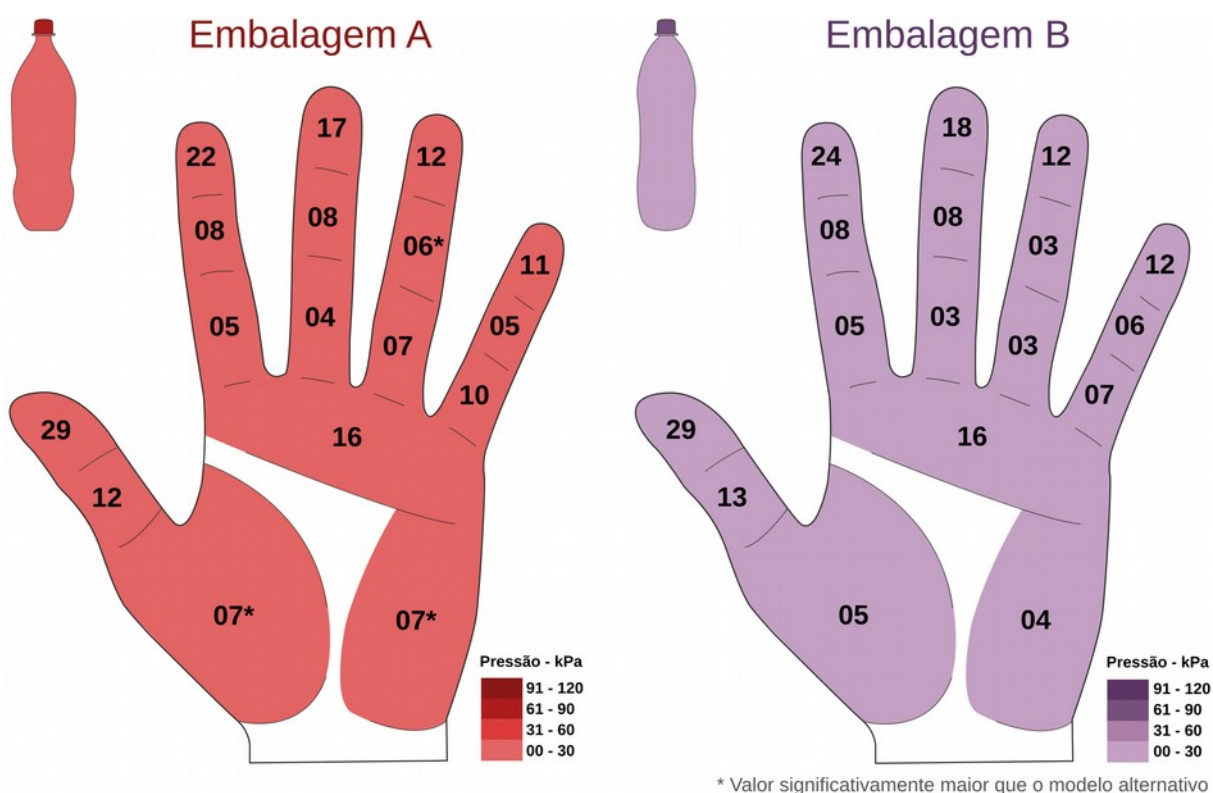 Embalagem A
22
17
12
08
08
06*
11
05
04
07
05
10
29
12
16
07*
07*
Pressão - kPa
91 - 120
61 - 90
31 - 60
00 - 30
Embalagem B
24
18
12
08
08
03
12
05
03
03
06
07
29
13
16
05
04
Pressão - kPa
91 - 120
61 - 90
31 - 60
00 - 30
* Valor significativamente maior que o modelo alternativo